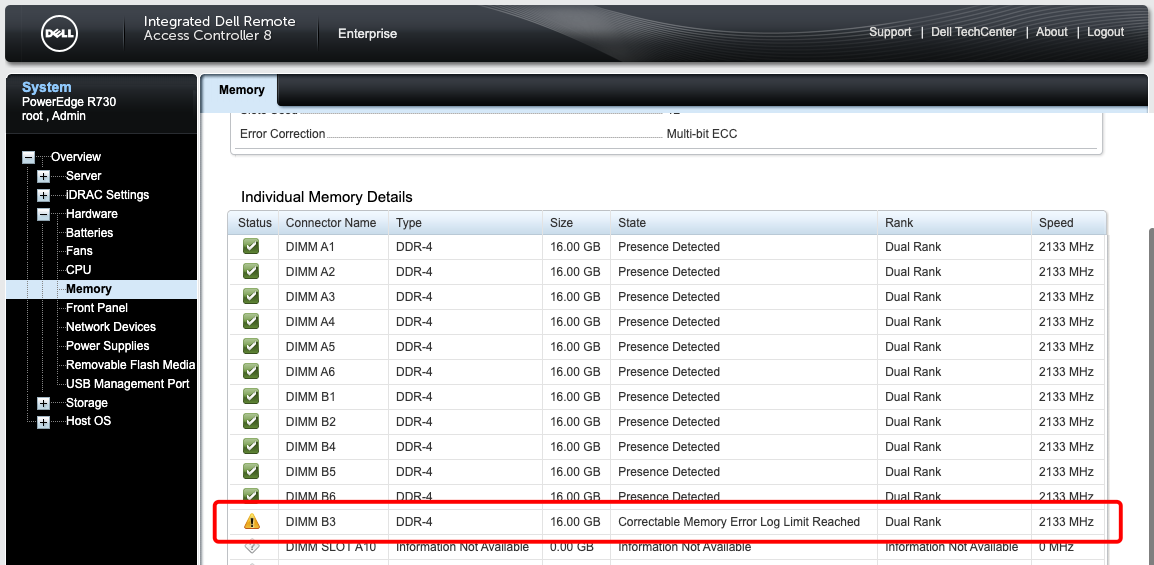 DELL
Integrated Dell Remote
Access Controller 8
Enterprise
Support | Dell TechCenter | About | Logout
System
PowerEdge R730
root , Admin
Overview
Server
iDRAC Settings
Hardware
Batteries
Fans
CPU
Memory
Front Panel
Network Devices
Power Supplies
Removable Flash Media
USB Management Port
Storage
Host OS
Memory
Error Correction Multi-bit ECC
Individual Memory Details
Status Connector Name Type Size State Rank Speed
DIMM A1 DDR-4 16.00 GB Presence Detected Dual Rank 2133 MHz
DIMM A2 DDR-4 16.00 GB Presence Detected Dual Rank 2133 MHz
DIMM A3 DDR-4 16.00 GB Presence Detected Dual Rank 2133 MHz
DIMM A4 DDR-4 16.00 GB Presence Detected Dual Rank 2133 MHz
DIMM A5 DDR-4 16.00 GB Presence Detected Dual Rank 2133 MHz
DIMM A6 DDR-4 16.00 GB Presence Detected Dual Rank 2133 MHz
DIMM B1 DDR-4 16.00 GB Presence Detected Dual Rank 2133 MHz
DIMM B2 DDR-4 16.00 GB Presence Detected Dual Rank 2133 MHz
DIMM B4 DDR-4 16.00 GB Presence Detected Dual Rank 2133 MHz
DIMM B5 DDR-4 16.00 GB Presence Detected Dual Rank 2133 MHz
DIMM B6 DDR-4 16.00 GB Presence Detected Dual Rank 2133 MHz
DIMM B3 DDR-4 16.00 GB Correctable Memory Error Log Limit Reached Dual Rank 2133 MHz
DIMM SLOT A10 Information Not Available 0.00 GB Information Not Available Information Not Available 0 MHz